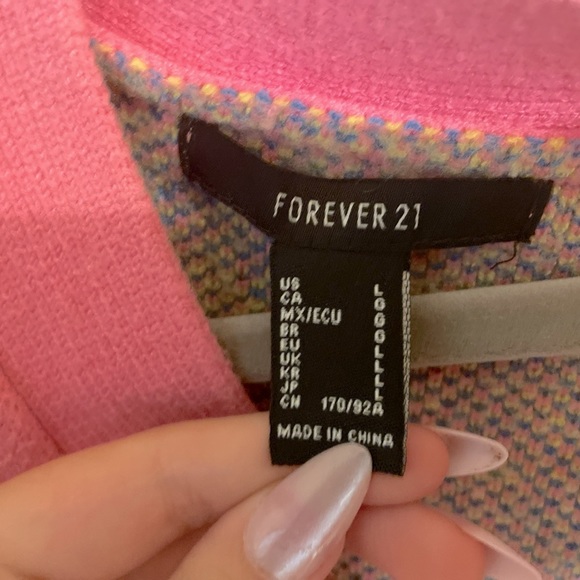 FOREVER 21
US L
CA G
MX/ECU G
BR G
EU L
UK L
KR L
JP L
CN 170/92A
MADE IN CHINA